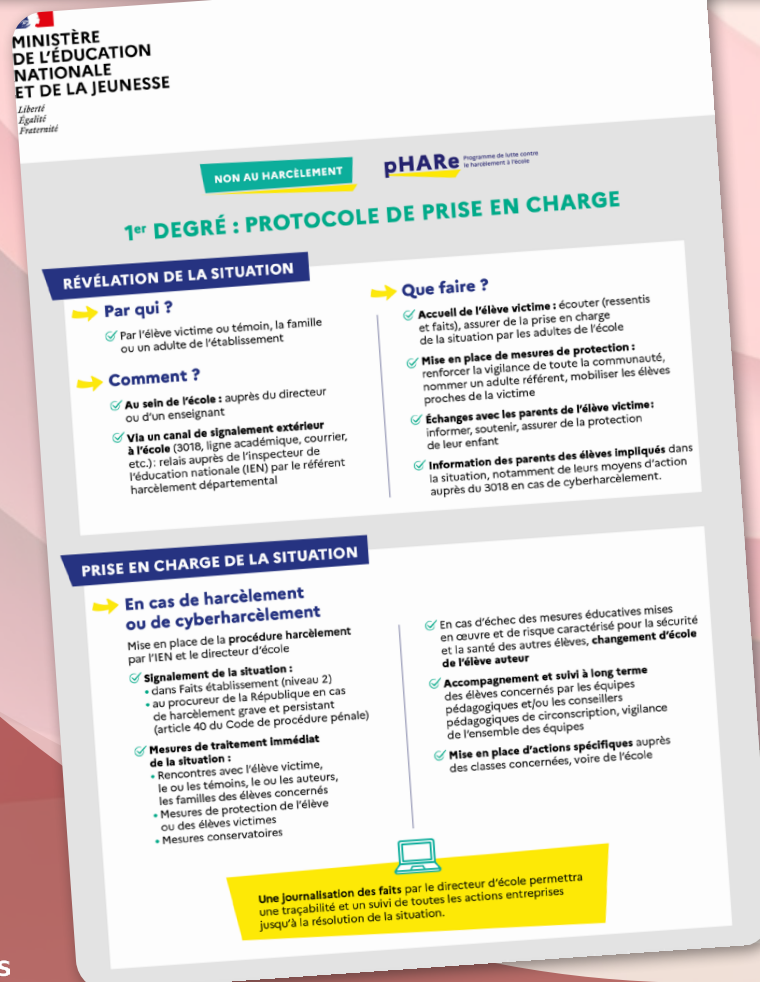 MINISTÈRE
DE L'ÉDUCATION
NATIONALE
ET DE LA JEUNESSE
Liberté
Égalité
Fraternité
NON AU HARCÈLEMENT
pHARe
Programme de lutte contre
le harcèlement à l'école
1er DEGRÉ : PROTOCOLE DE PRISE EN CHARGE
RÉVÉLATION DE LA SITUATION
Par qui ?
Par l'élève victime ou témoin, la famille
ou un adulte de l'établissement
Comment ?
Au sein de l'école : auprès du directeur
ou d'un enseignant
Via un canal de signalement extérieur
à l'école (3018, ligne académique, courrier,
etc.) : relais auprès de l'inspecteur de
l'éducation nationale (IEN) par le référent
harcèlement départemental
Que faire ?
Accueil de l'élève victime : écouter (ressentis
et faits), assurer de la prise en charge
de la situation par les adultes de l'école
Mise en place de mesures de protection :
renforcer la vigilance de toute la communauté,
nommer un adulte référent, mobiliser les élèves
proches de la victime
Échanges avec les parents de l'élève victime :
informer, soutenir, assurer de la protection
de leur enfant
Information des parents des élèves impliqués dans
la situation, notamment de leurs moyens d'action
auprès du 3018 en cas de cyberharcèlement.
PRISE EN CHARGE DE LA SITUATION
En cas de harcèlement
ou de cyberharcèlement
Mise en place de la procédure harcèlement
par l'IEN et le directeur d'école
Signalement de la situation :
• dans Faits établissement (niveau 2)
• au procureur de la République en cas
de harcèlement grave et persistant
(article 40 du Code de procédure pénale)
Mesures de traitement immédiat
de la situation :
• Rencontres avec l'élève victime,
le ou les témoins, le ou les auteurs,
les familles des élèves concernés
• Mesures de protection de l'élève
ou des élèves victimes
• Mesures conservatoires
En cas d'échec des mesures éducatives mises
en œuvre et de risque caractérisé pour la sécurité
et la santé des autres élèves, changement d'école
de l'élève auteur
Accompagnement et suivi à long terme
des élèves concernés par les équipes
pédagogiques et/ou les conseillers
pédagogiques de circonscription, vigilance
de l'ensemble des équipes
Mise en place d'actions spécifiques auprès
des classes concernées, voire de l'école
Une journalisation des faits par le directeur d'école permettra
une traçabilité et un suivi de toutes les actions entreprises
jusqu'à la résolution de la situation.
s